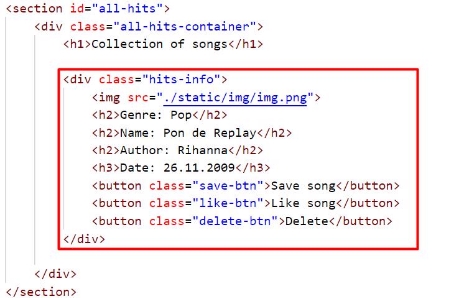 <section id="all-hits">
<div class="all-hits-container">
<h1>Collection of songs</h1>
<div class="hits-info">
<img src="./static/img/img.png">
<h2>Genre: Pop</h2>
<h2>Name: Pon de Replay</h2>
<h2>Author: Rihanna</h2>
<h3>Date: 26.11.2009</h3>
<button class="save-btn">Save song</button>
<button class="like-btn">Like song</button>
<button class="delete-btn">Delete</button>
</div>
</div>
</section>